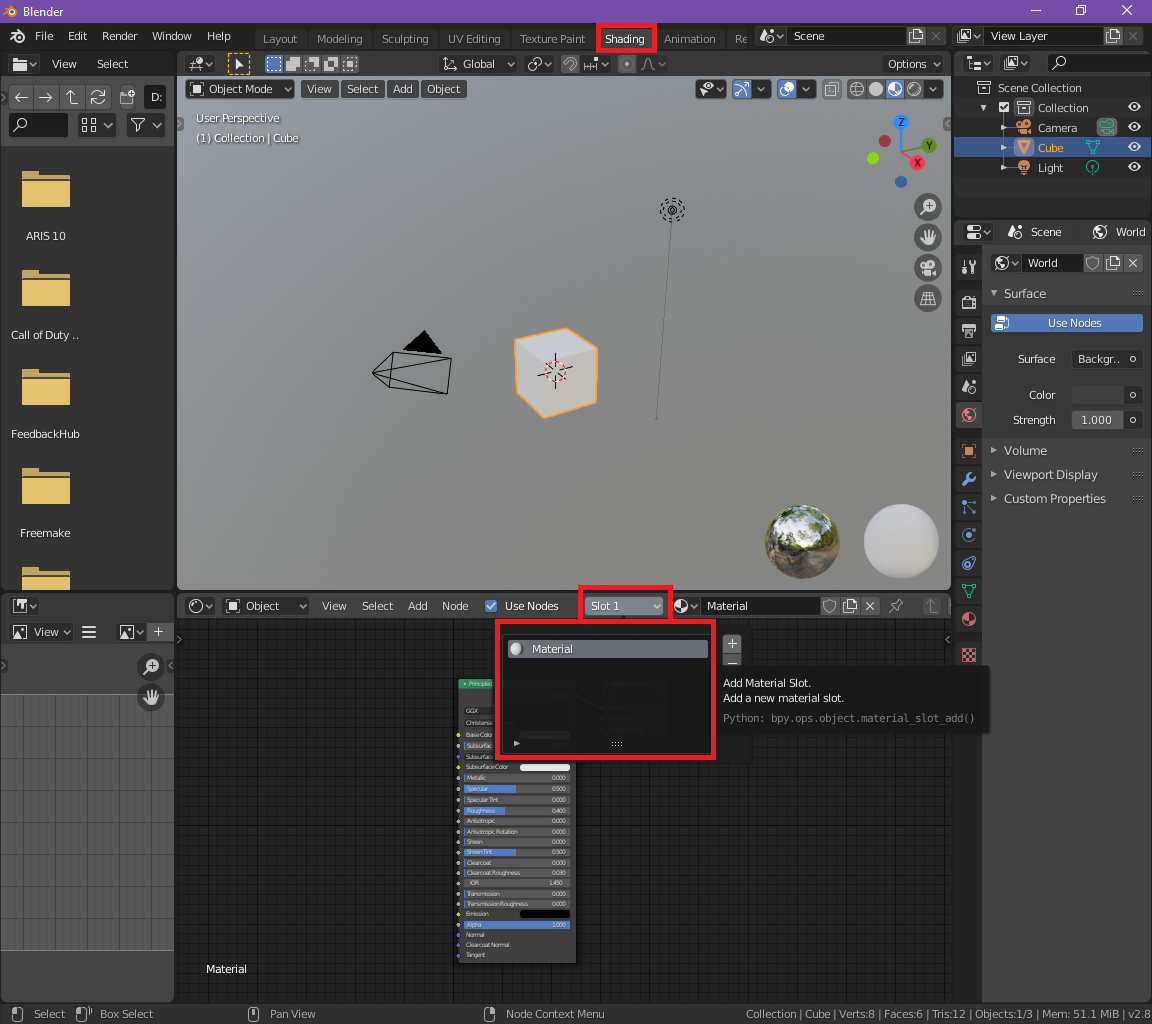 Blender
File Edit Render Window Help Layout Modeling Sculpting UV Editing Texture Paint Shading Animation Re Scene View Layer
View Select Global Options
D: Object Mode View Select Add Object
User Perspective
(1) Collection | Cube
Z
Y
X
ARIS 10
Call of Duty ..
FeedbackHub
Freemake
Scene Collection
Collection
Camera
Cube
Light
Scene World
World
Surface
Use Nodes
Surface Backgr..
Color
Strength 1.000
Volume
Viewport Display
Custom Properties
Object View Select Add Node Use Nodes Slot 1 Material
View
Material
Add Material Slot.
Add a new material slot.
Python: bpy.ops.object.material_slot_add()
Principle
GGX
Christense
Base Colo
Subsurfac
Subsurfac
Subsurface Color
Metallic 0.000
Specular 0.500
Specular Tint 0.000
Roughness 0.400
Anisotropic 0.000
Anisotropic Rotation 0.000
Sheen 0.000
Sheen Tint 0.500
Clearcoat 0.000
Clearcoat Roughness 0.030
IOR 1.450
Transmission 0.000
Transmission Roughness 0.000
Emission
Alpha 1.000
Normal
Clearcoat Normal
Tangent
Material
Select Box Select Pan View Node Context Menu Collection | Cube | Verts:8 | Faces:6 | Tris:12 | Objects:1/3 | Mem: 51.1 MiB | v2.8